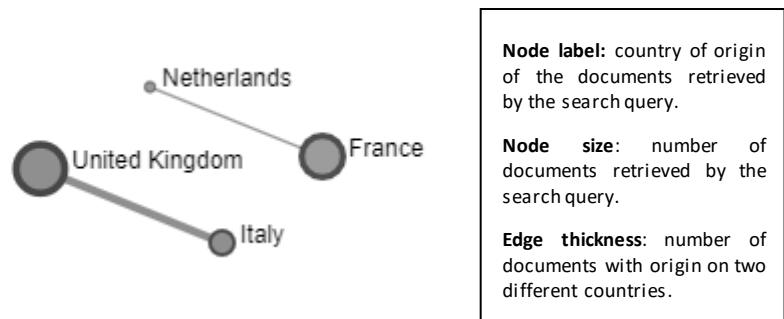 Netherlands
France
United Kingdom
Italy
Node label: country of origin
of the documents retrieved
by the search query.
Node size: number of
documents retrieved by the
search query.
Edge thickness: number of
documents with origin on two
different countries.